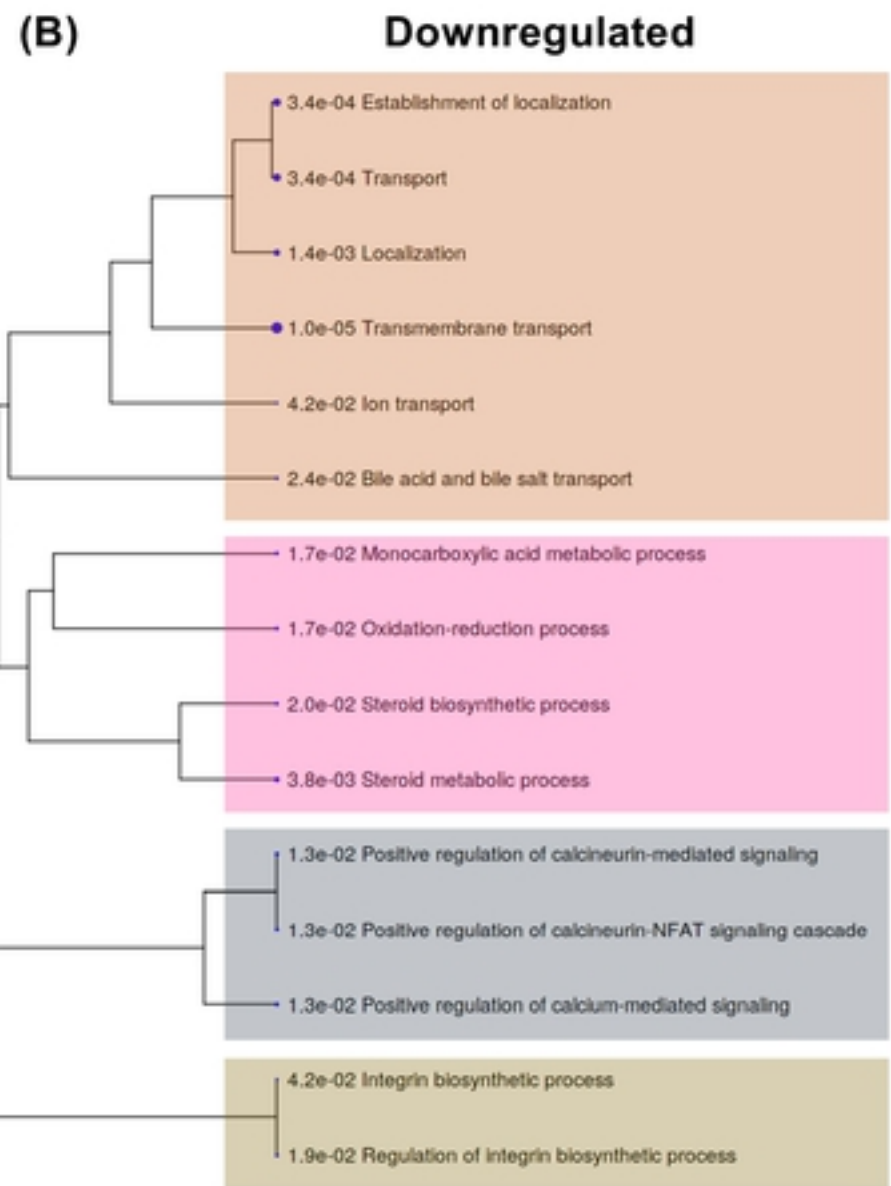 (B) Downregulated
3.4e-04 Establishment of localization
3.4e-04 Transport
1.4e-03 Localization
1.0e-05 Transmembrane transport
4.2e-02 Ion transport
2.4e-02 Bile acid and bile salt transport
1.7e-02 Monocarboxylic acid metabolic process
1.7e-02 Oxidation-reduction process
2.0e-02 Steroid biosynthetic process
3.8e-03 Steroid metabolic process
1.3e-02 Positive regulation of calcineurin-mediated signaling
1.3e-02 Positive regulation of calcineurin-NFAT signaling cascade
1.3e-02 Positive regulation of calcium-mediated signaling
4.2e-02 Integrin biosynthetic process
1.9e-02 Regulation of integrin biosynthetic process